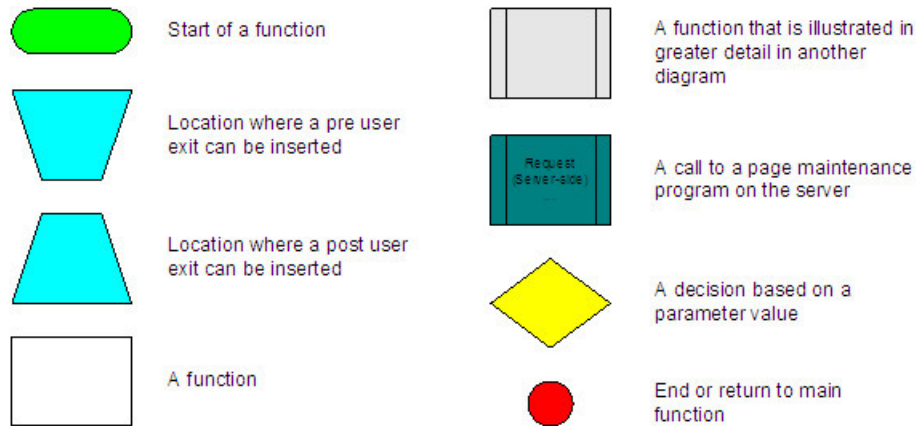 Start of a function
Location where a pre user
exit can be inserted
Location where a post user
exit can be inserted
A function
A function that is illustrated in
greater detail in another
diagram
Request
(Server-side)
...
A call to a page maintenance
program on the server
A decision based on a
parameter value
End or return to main
function